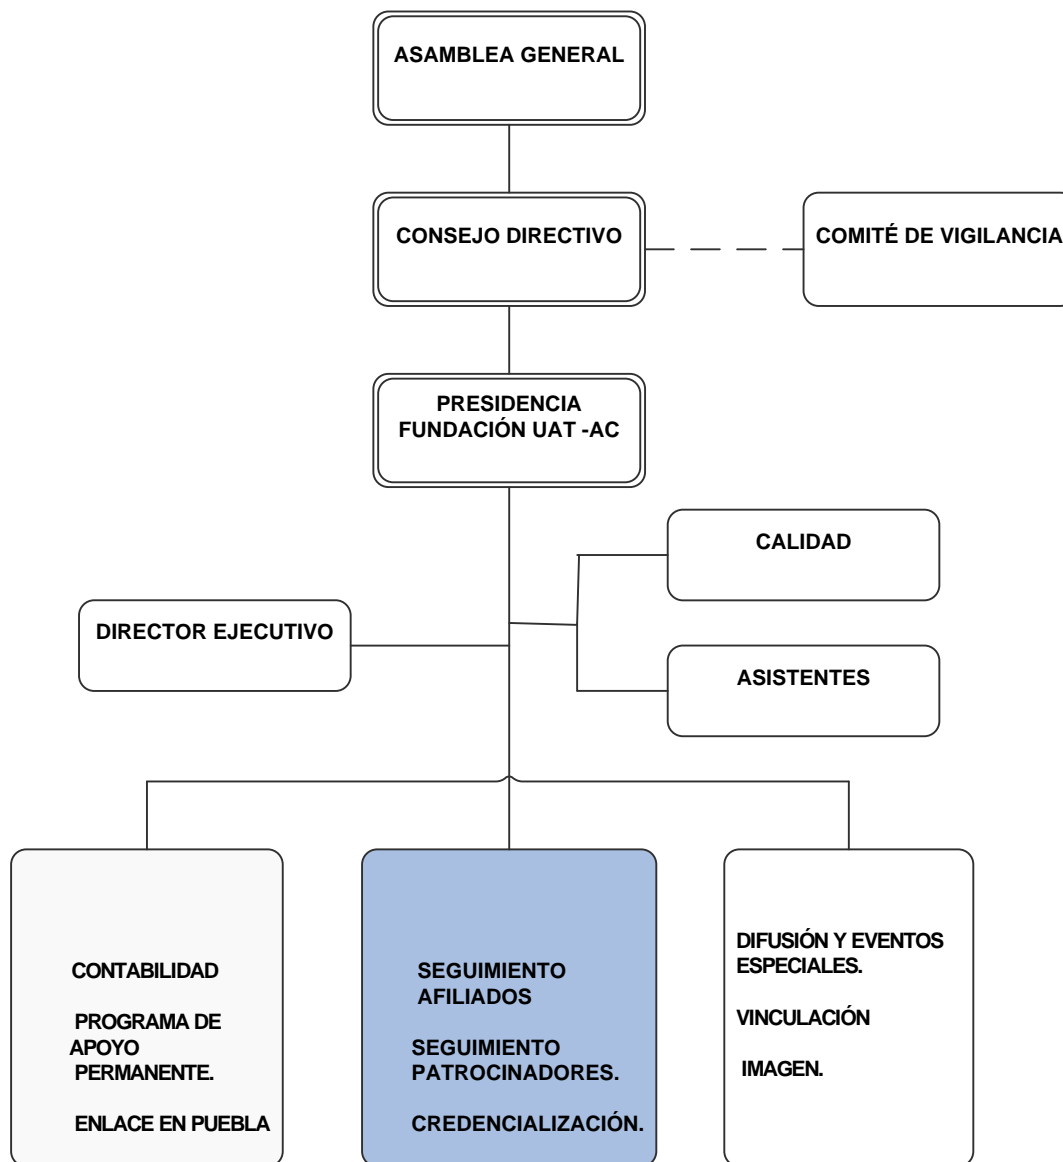 ASAMBLEA GENERAL
CONSEJO DIRECTIVO
COMITÉ DE VIGILANCIA
PRESIDENCIA
FUNDACIÓN UAT -AC
CALIDAD
DIRECTOR EJECUTIVO
ASISTENTES
CONTABILIDAD
PROGRAMA DE
APOYO
PERMANENTE.
ENLACE EN PUEBLA
SEGUIMIENTO
AFILIADOS
SEGUIMIENTO
PATROCINADORES.
CREDENCIALIZACIÓN.
DIFUSIÓN Y EVENTOS
ESPECIALES.
VINCULACIÓN
IMAGEN.